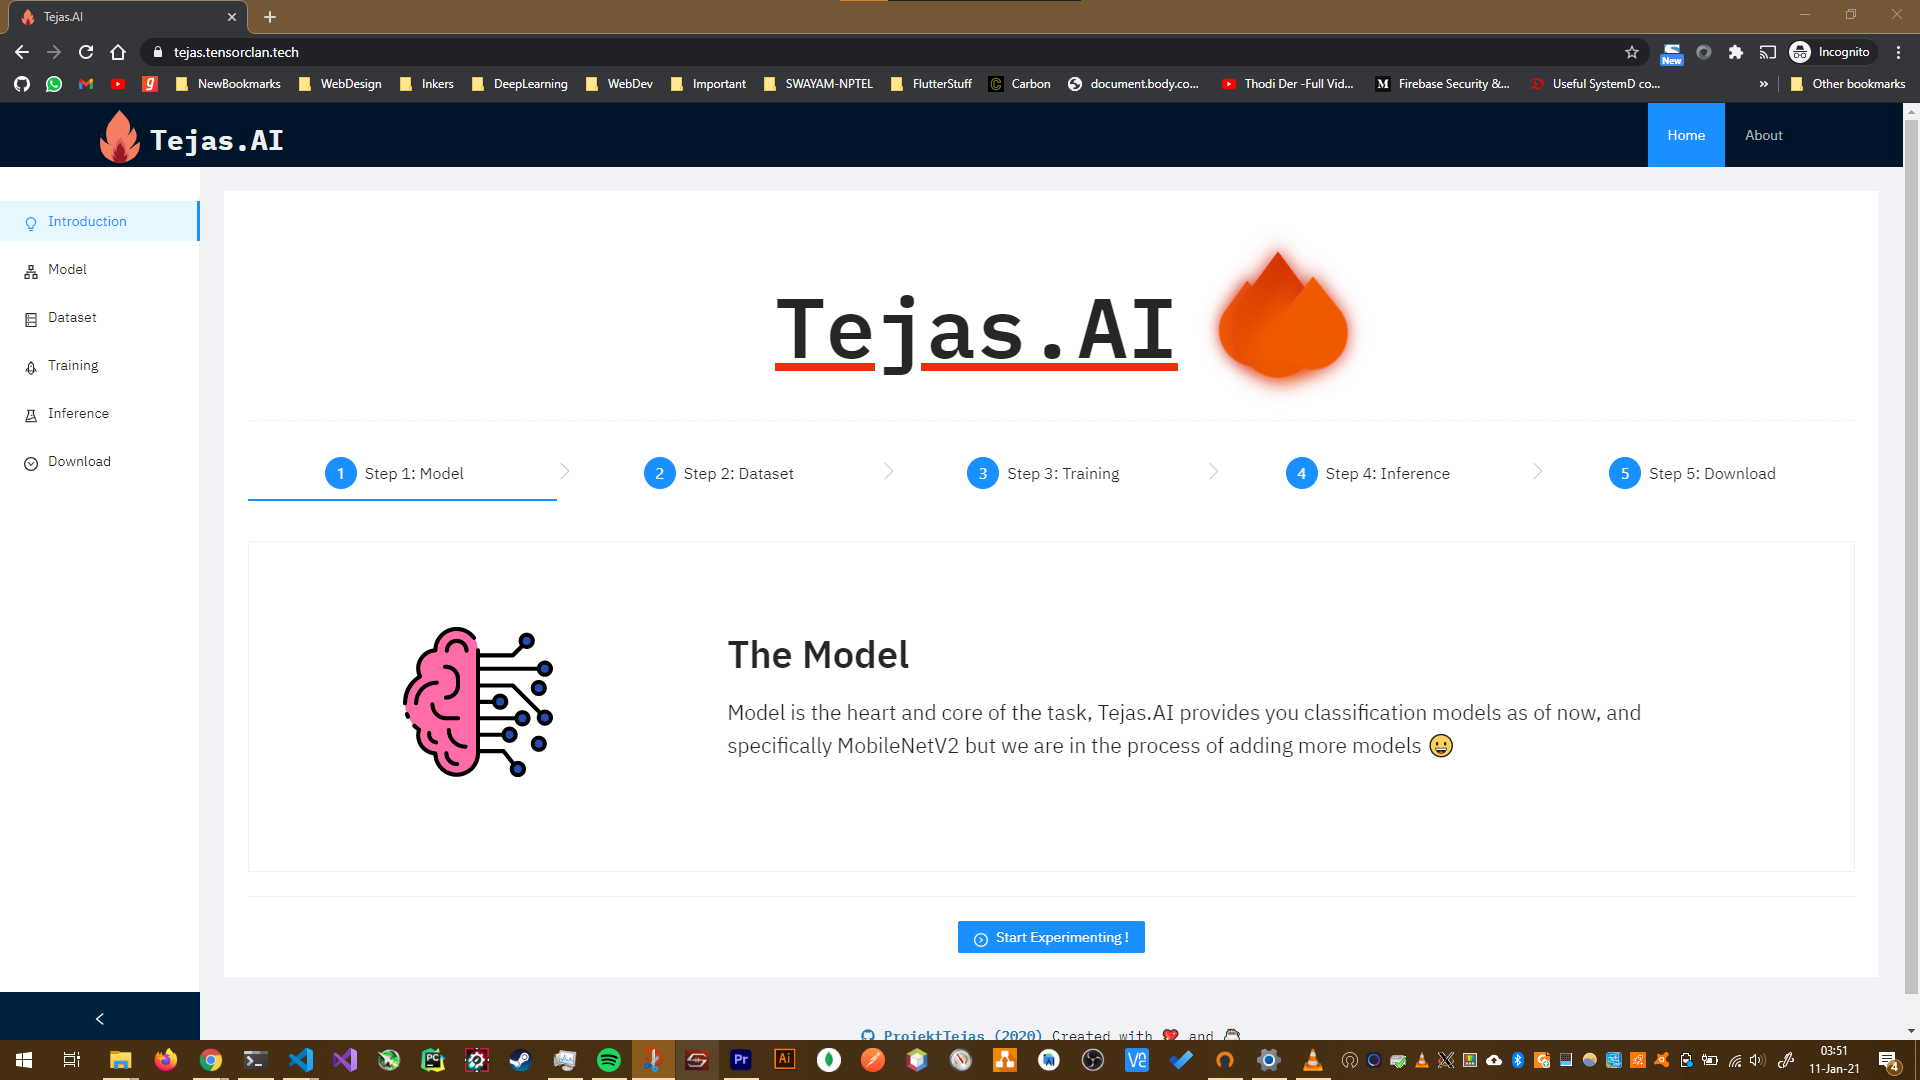 Tejas.AI
tejas.tensorclan.tech
New
Incognito
NewBookmarks
WebDesign
Inkers
DeepLearning
WebDev
Important
SWAYAM-NPTEL
FlutterStuff
Carbon
document.body.co...
Thodi Der -Full Vid...
Firebase Security &...
Useful SystemD co...
»
Other bookmarks
Tejas.AI
Home
About
Introduction
Model
Dataset
Training
Inference
Download
Tejas.AI
1 Step 1: Model
2 Step 2: Dataset
3 Step 3: Training
4 Step 4: Inference
5 Step 5: Download
The Model
Model is the heart and core of the task, Tejas.AI provides you classification models as of now, and
specifically MobileNetV2 but we are in the process of adding more models 😀
Start Experimenting !
ProjektTejas (2020) Created with ❤ and
03:51
11-Jan-21
4